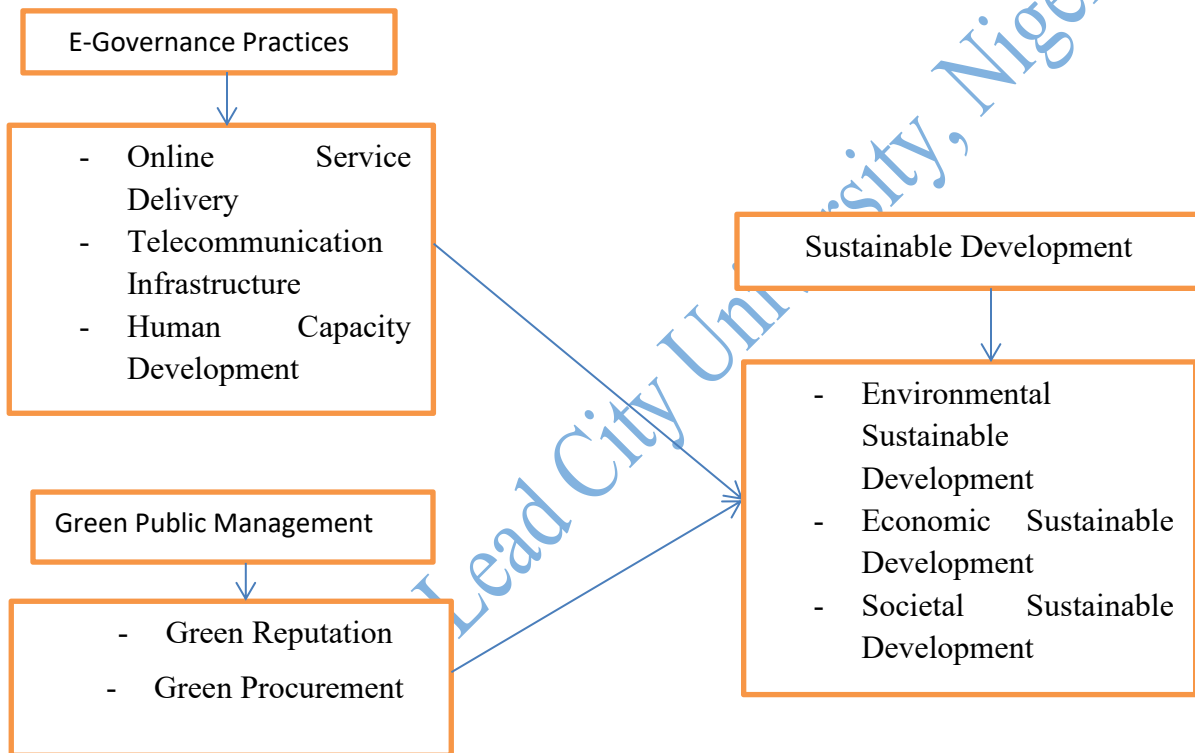 E-Governance Practices
- Online Service
Delivery
- Telecommunication
Infrastructure
- Human Capacity
Development
Green Public Management
- Green Reputation
- Green Procurement
Sustainable Development
- Environmental
Sustainable
Development
- Economic Sustainable
Development
- Societal Sustainable
Development
Lead City University,